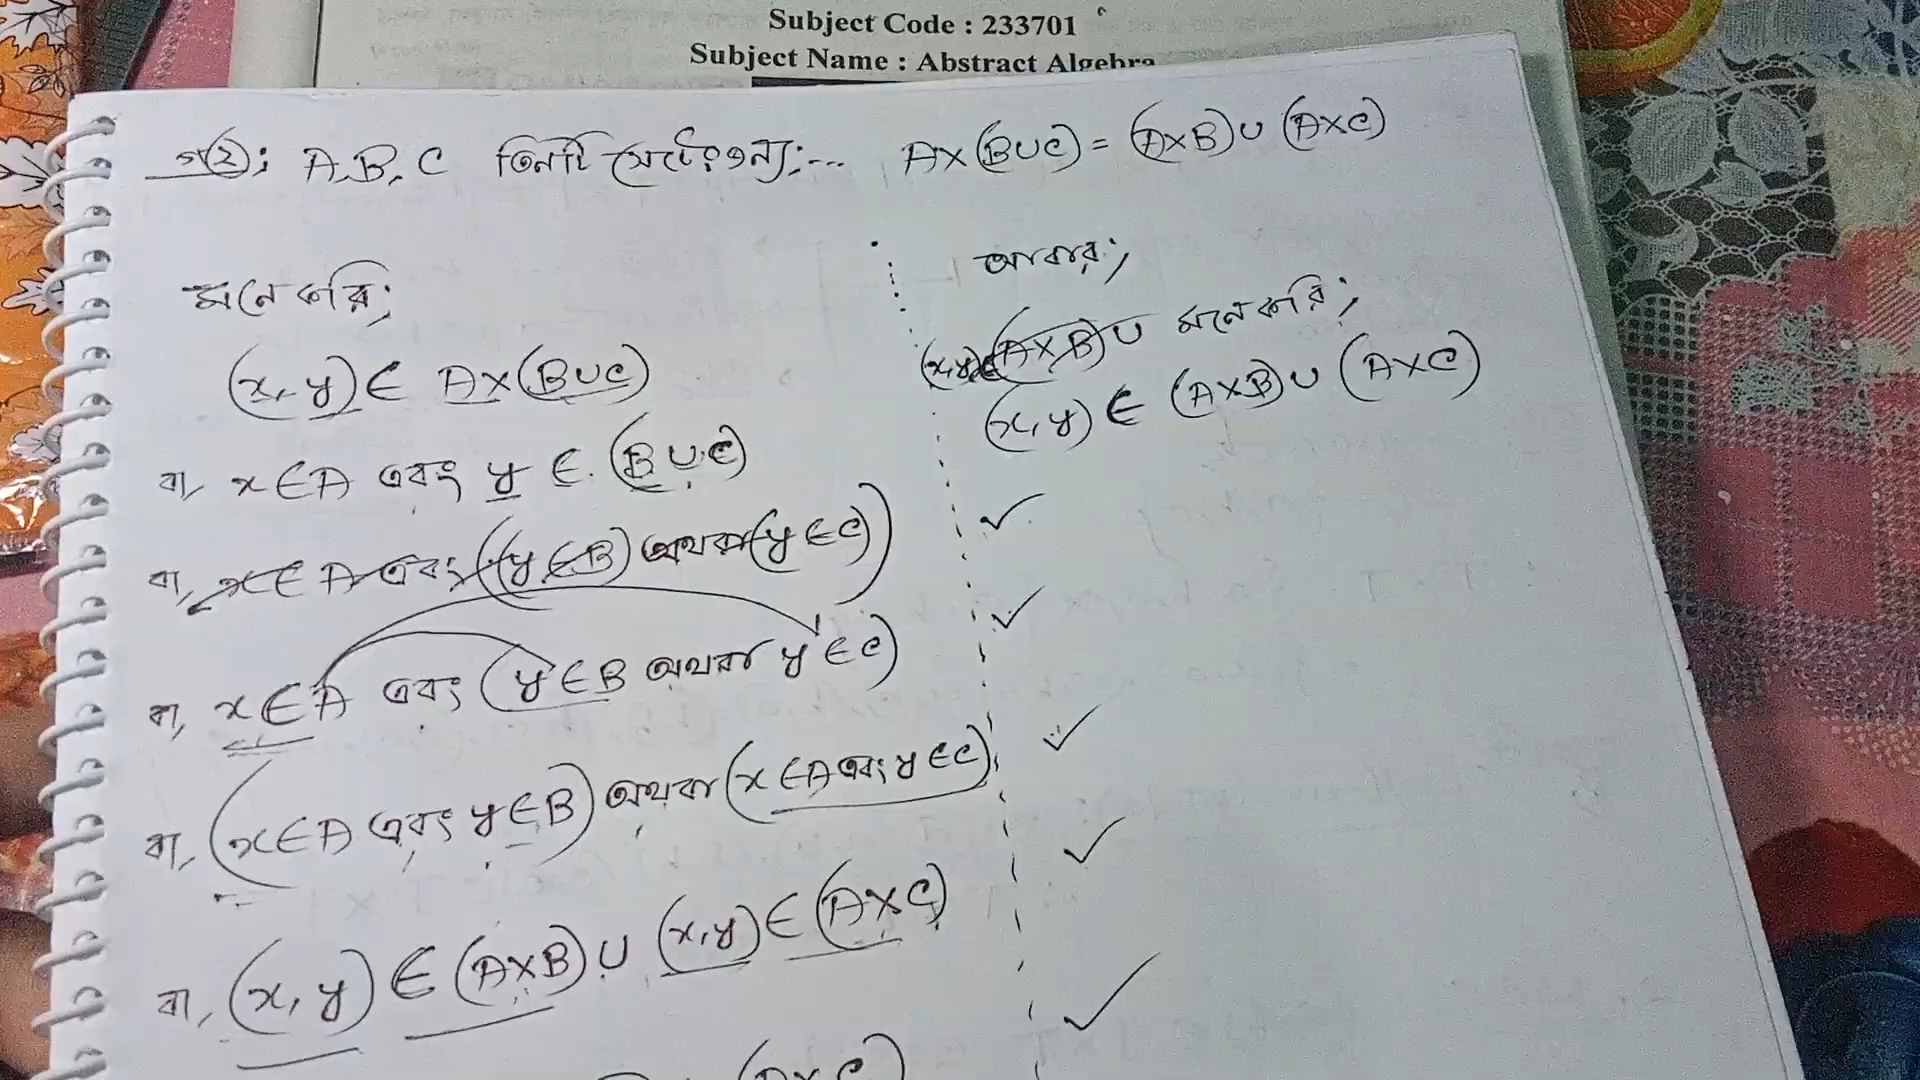 Subject Code : 233701
Subject Name : Abstract Algebra
গ(২): A, B, C তিনটি সেটের জন্য;... A×(B∪C) = (A×B)∪(A×C)
মনে করি;
(x, y) ∈ A×(B∪C)
বা, x∈A এবং y ∈ (B∪C)
বা, x∈A এবং ((y∈B) অথবা (y∈C))
বা, x∈A এবং (y∈B অথবা y∈C)
বা, (x∈A এবং y∈B) অথবা (x∈A এবং y∈C)
বা, (x, y) ∈ (A×B) ∪ (x,y) ∈ (A×C)
(A×C)
আবার;
(x,y)∈(A×B)∪ মনে করি;
(x, y) ∈ (A×B)∪(A×C)